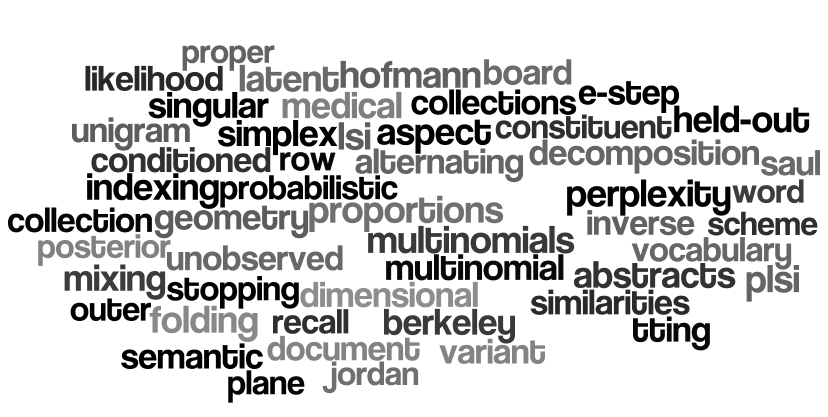 proper
likelihood latent hofmann board
singular medical collections e-step
unigram simplex lsi aspect constituent held-out
conditioned row alternating decomposition saul
indexing probabilistic perplexity word
collection geometry proportions inverse scheme
posterior unobserved multinomials vocabulary
mixing stopping dimensional multinomial abstracts plsi
outer folding recall berkeley similarities tting
semantic document variant
plane jordan